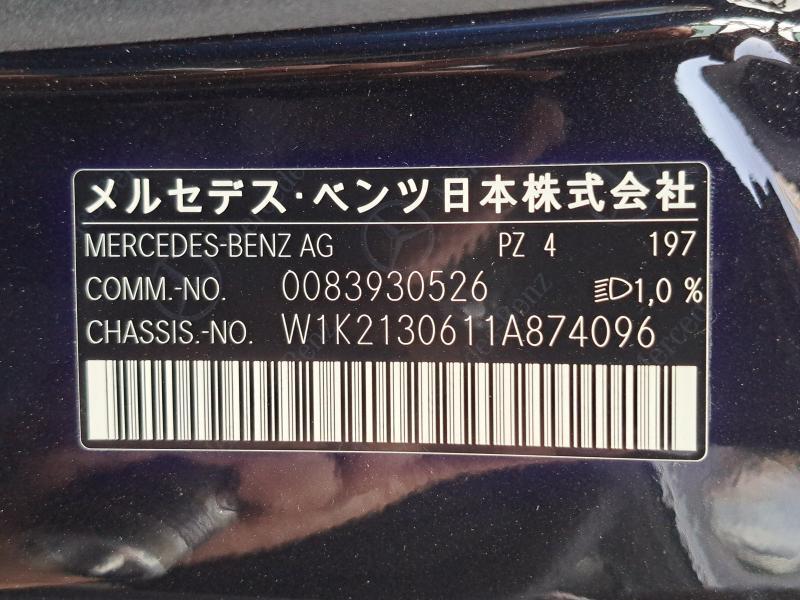 メルセデス・ベンツ日本株式会社
MERCEDES-BENZ AG PZ 4 197
COMM.-NO. 0083930526 1,0 %
CHASSIS.-NO. W1K2130611A874096